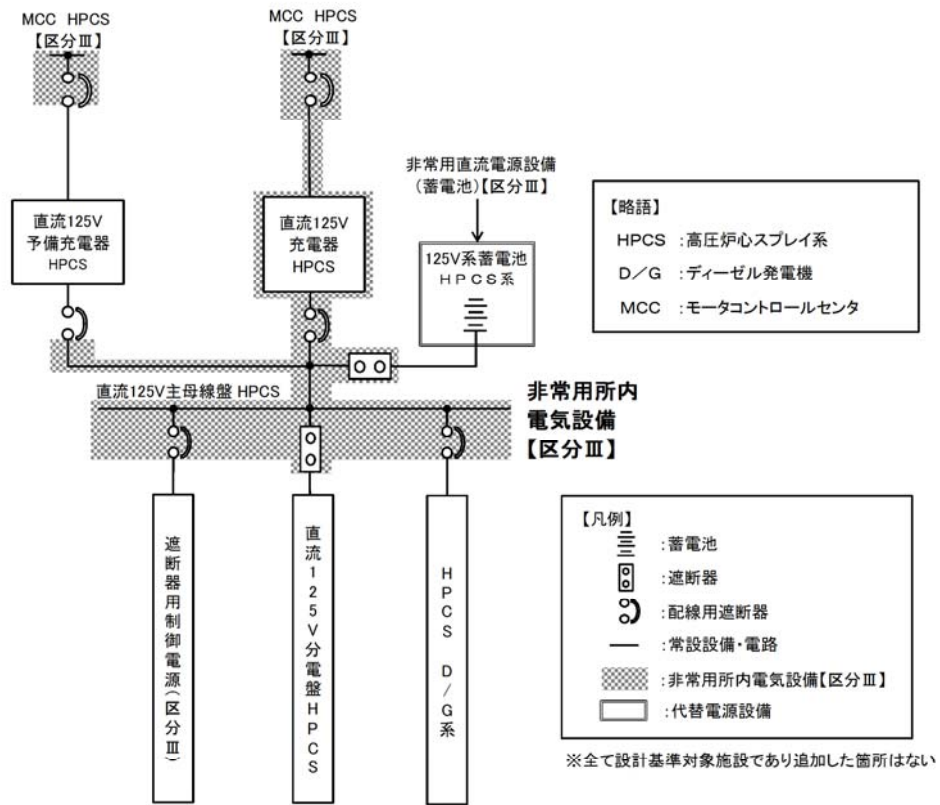 MCC HPCS
【区分Ⅲ】
MCC HPCS
【区分Ⅲ】
直流125V
予備充電器
HPCS
直流125V
充電器
HPCS
非常用直流電源設備
(蓄電池)【区分Ⅲ】
125V系蓄電池
HPCS系
【略語】
HPCS :高圧炉心スプレイ系
D/G :ディーゼル発電機
MCC :モータコントロールセンタ
直流125V主母線盤 HPCS
非常用所内
電気設備
【区分Ⅲ】
遮断器用制御電源(区分Ⅲ)
直流125V分電盤HPCS
HPCS D/G系
【凡例】
:蓄電池
:遮断器
:配線用遮断器
:常設設備・電路
:非常用所内電気設備【区分Ⅲ】
:代替電源設備
※全て設計基準対象施設であり追加した箇所はない